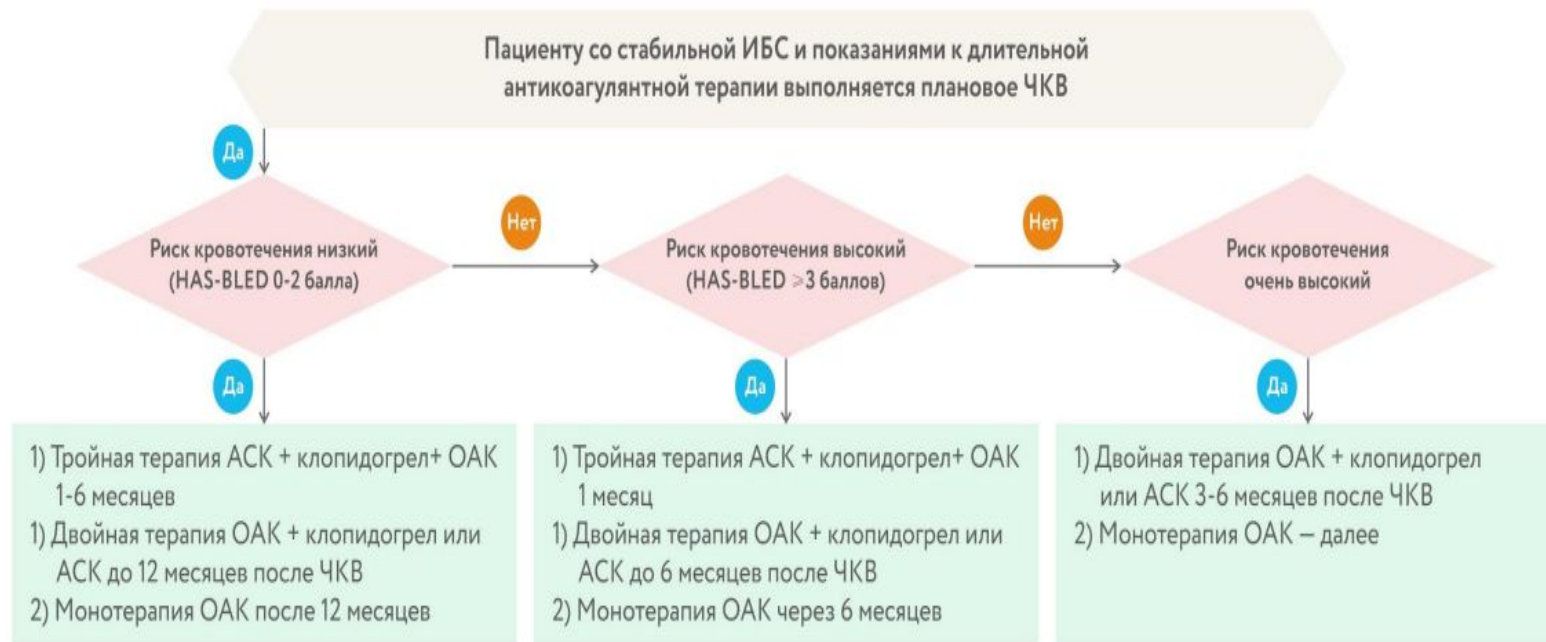 Пациенту со стабильной ИБС и показаниями к длительной
антикоагулянтной терапии выполняется плановое ЧКВ
Да
Риск кровотечения низкий
(HAS-BLED 0-2 балла)
Нет
Риск кровотечения высокий
(HAS-BLED ⩾3 баллов)
Нет
Риск кровотечения
очень высокий
Да
1) Тройная терапия АСК + клопидогрел+ ОАК
1-6 месяцев
1) Двойная терапия ОАК + клопидогрел или
АСК до 12 месяцев после ЧКВ
2) Монотерапия ОАК после 12 месяцев
Да
1) Тройная терапия АСК + клопидогрел+ ОАК
1 месяц
1) Двойная терапия ОАК + клопидогрел или
АСК до 6 месяцев после ЧКВ
2) Монотерапия ОАК через 6 месяцев
Да
1) Двойная терапия ОАК + клопидогрел
или АСК 3-6 месяцев после ЧКВ
2) Монотерапия ОАК — далее